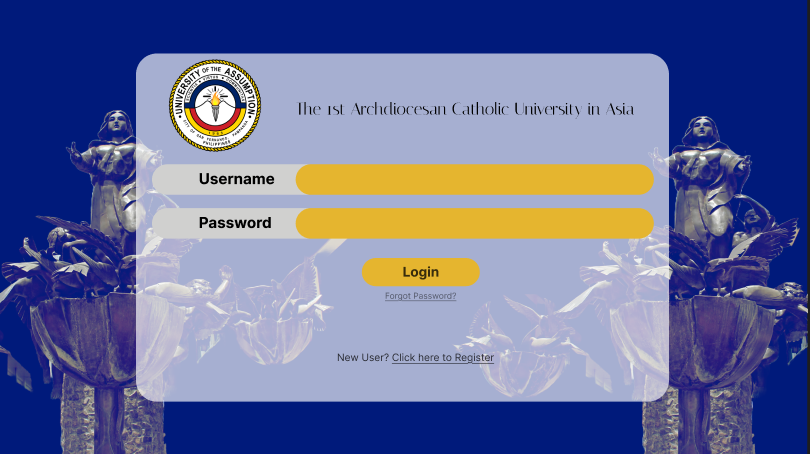 UNIVERSITY OF THE ASSUMPTION
CITY OF SAN FERNANDO, PAMPANGA
PHILIPPINES
The 1st Archdiocesan Catholic University in Asia
Username
Password
Login
Forgot Password?
New User? Click here to Register